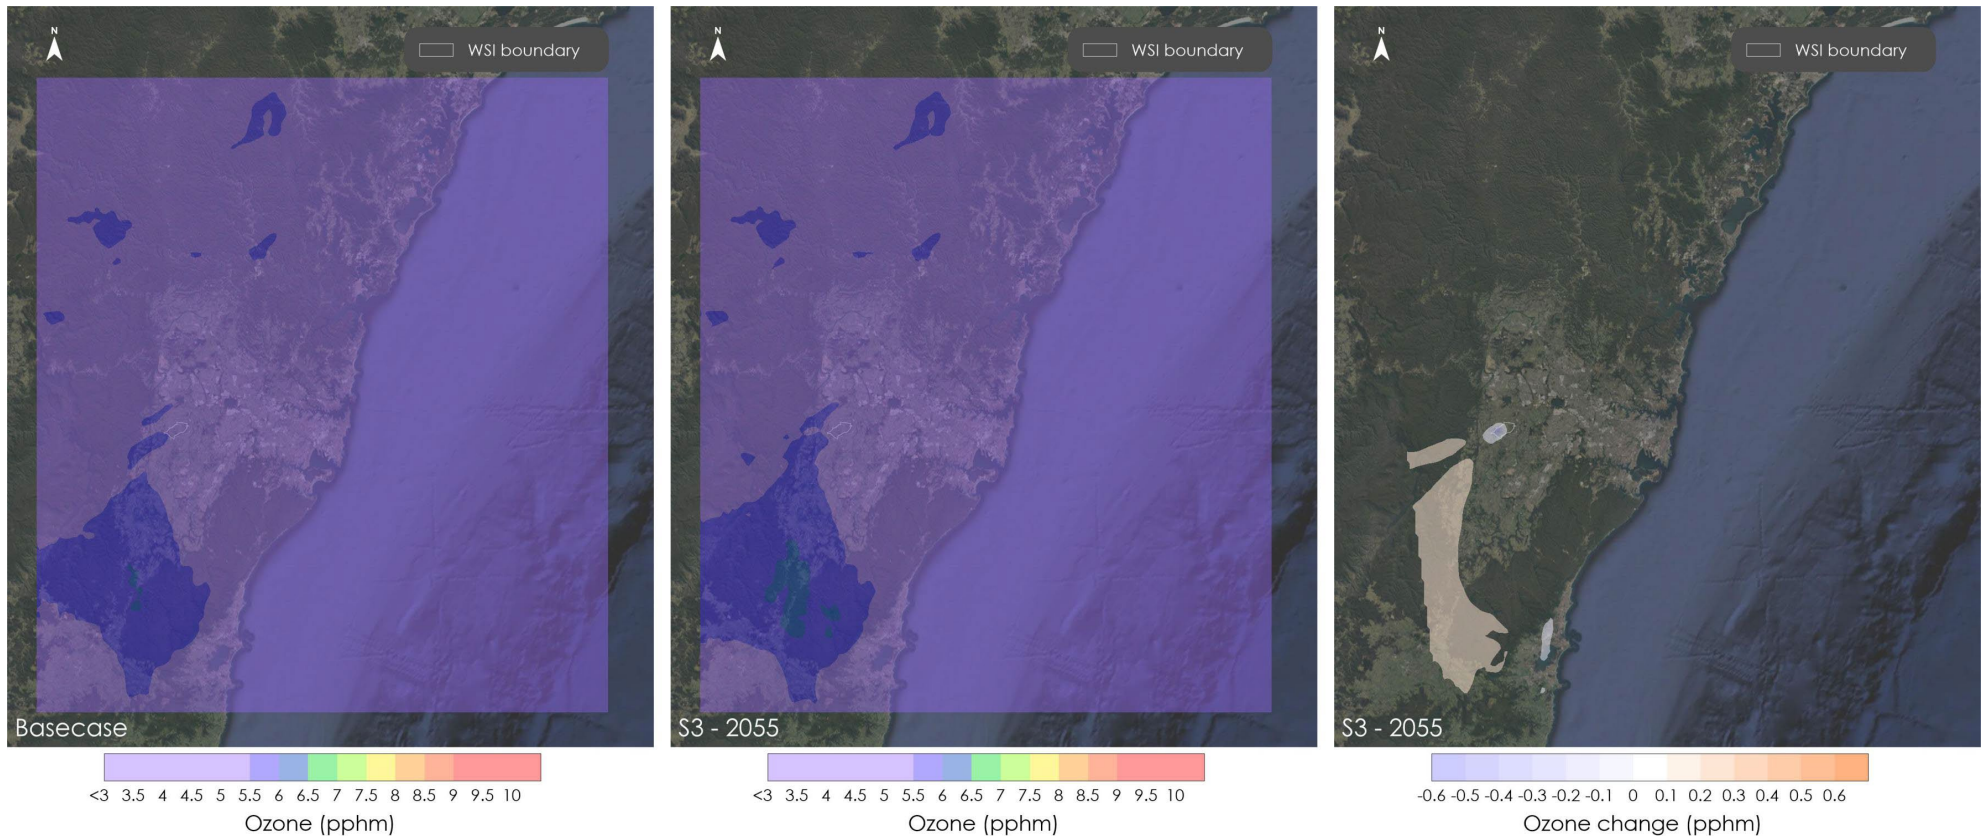 N
WSI boundary
N
WSI boundary
N
WSI boundary
Basecase
S3 - 2055
S3 - 2055
<3 3.5 4 4.5 5 5.5 6 6.5 7 7.5 8 8.5 9 9.5 10
Ozone (pphm)
<3 3.5 4 4.5 5 5.5 6 6.5 7 7.5 8 8.5 9 9.5 10
Ozone (pphm)
-0.6 -0.5 -0.4 -0.3 -0.2 -0.1 0 0.1 0.2 0.3 0.4 0.5 0.6
Ozone change (pphm)